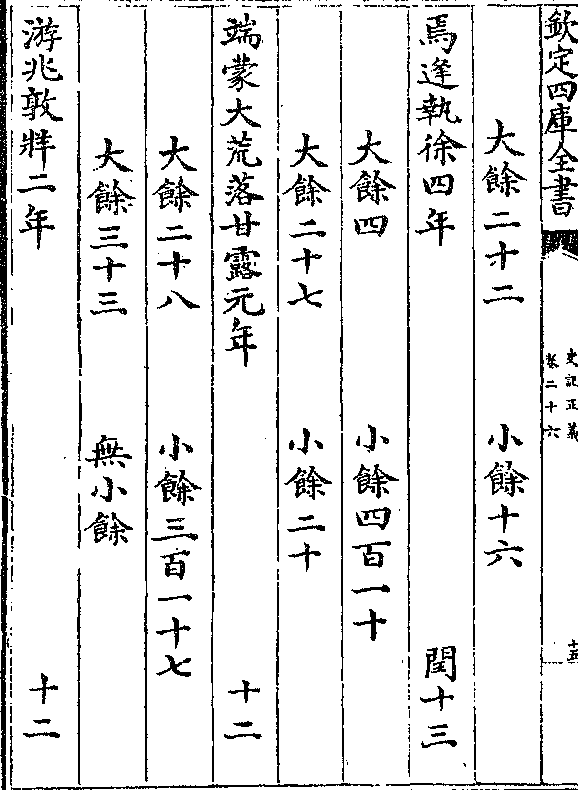 欽定四庫全書
史記正義
卷二十六
十五
大餘二十二 小餘十六
焉逢執徐四年 閏十三
大餘四 小餘四百一十
大餘二十七 小餘二十
端蒙大荒落甘露元年 十二
大餘二十八 小餘三百一十七
大餘三十三 無小餘
游兆敦牂二年 十二